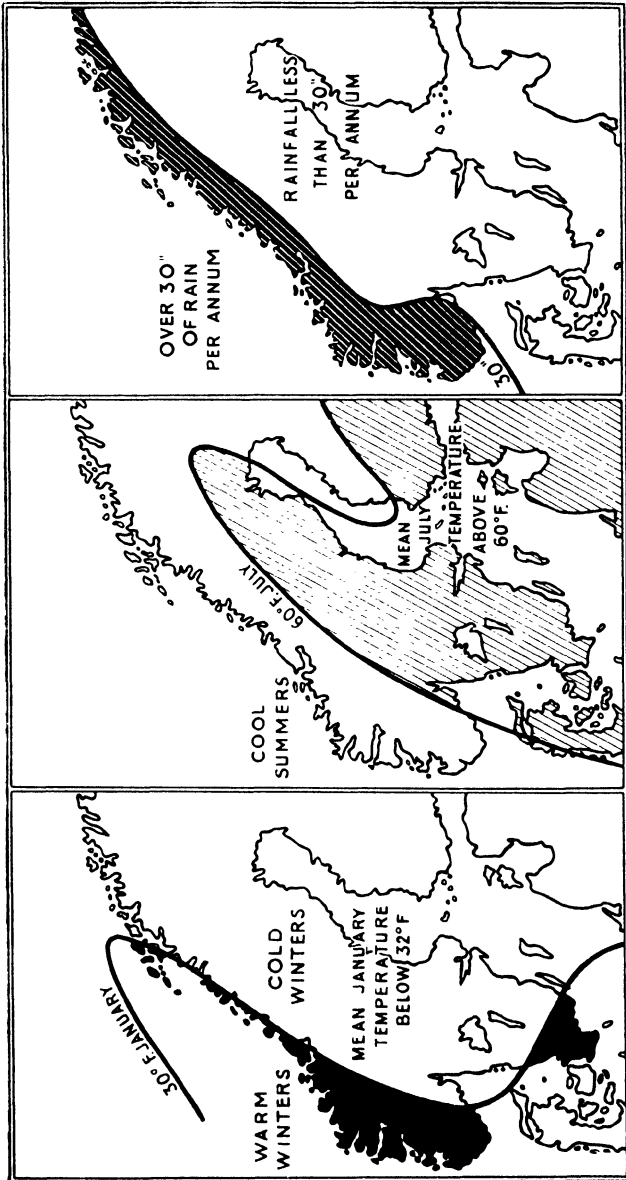 30°F. JANUARY
WARM
WINTERS
COLD
WINTERS
MEAN JANUARY
TEMPERATURE
BELOW 32°F
COOL
SUMMERS
60°F. JULY
MEAN
JULY
TEMPERATURE
ABOVE
60°F.
OVER 30"
OF RAIN
PER ANNUM
RAINFALL LESS
THAN 30"
PER ANNUM
30"